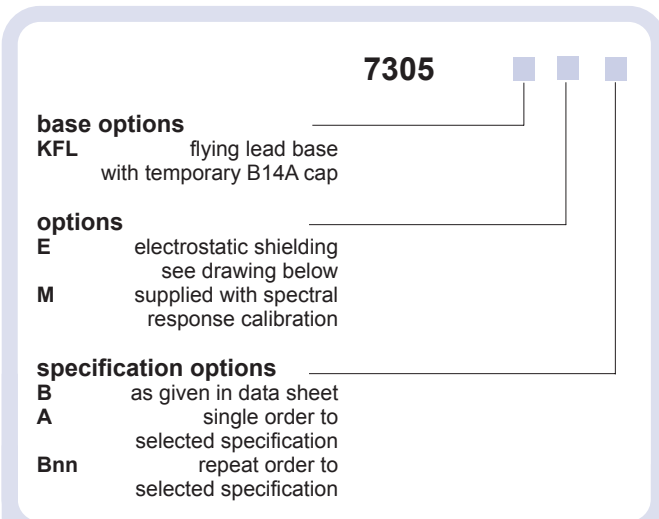 7305
base options
KFL flying lead base
with temporary B14A cap
options
E electrostatic shielding
see drawing below
M supplied with spectral
response calibration
specification options
B as given in data sheet
A single order to
selected specification
Bnn repeat order to
selected specification